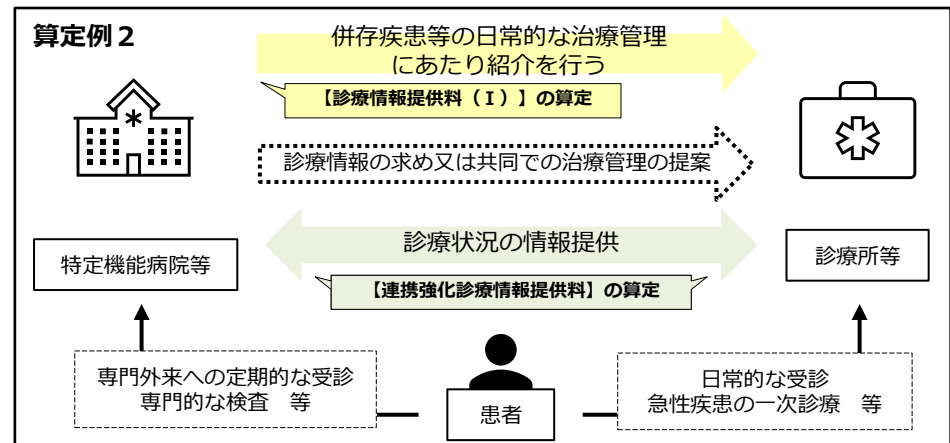 算定例２
併存疾患等の日常的な治療管理
にあたり紹介を行う
【診療情報提供料（Ⅰ）】の算定
診療情報の求め又は共同での治療管理の提案
診療状況の情報提供
特定機能病院等
診療所等
【連携強化診療情報提供料】の算定
専門外来への定期的な受診
専門的な検査　等
日常的な受診
急性疾患の一次診療　等
患者